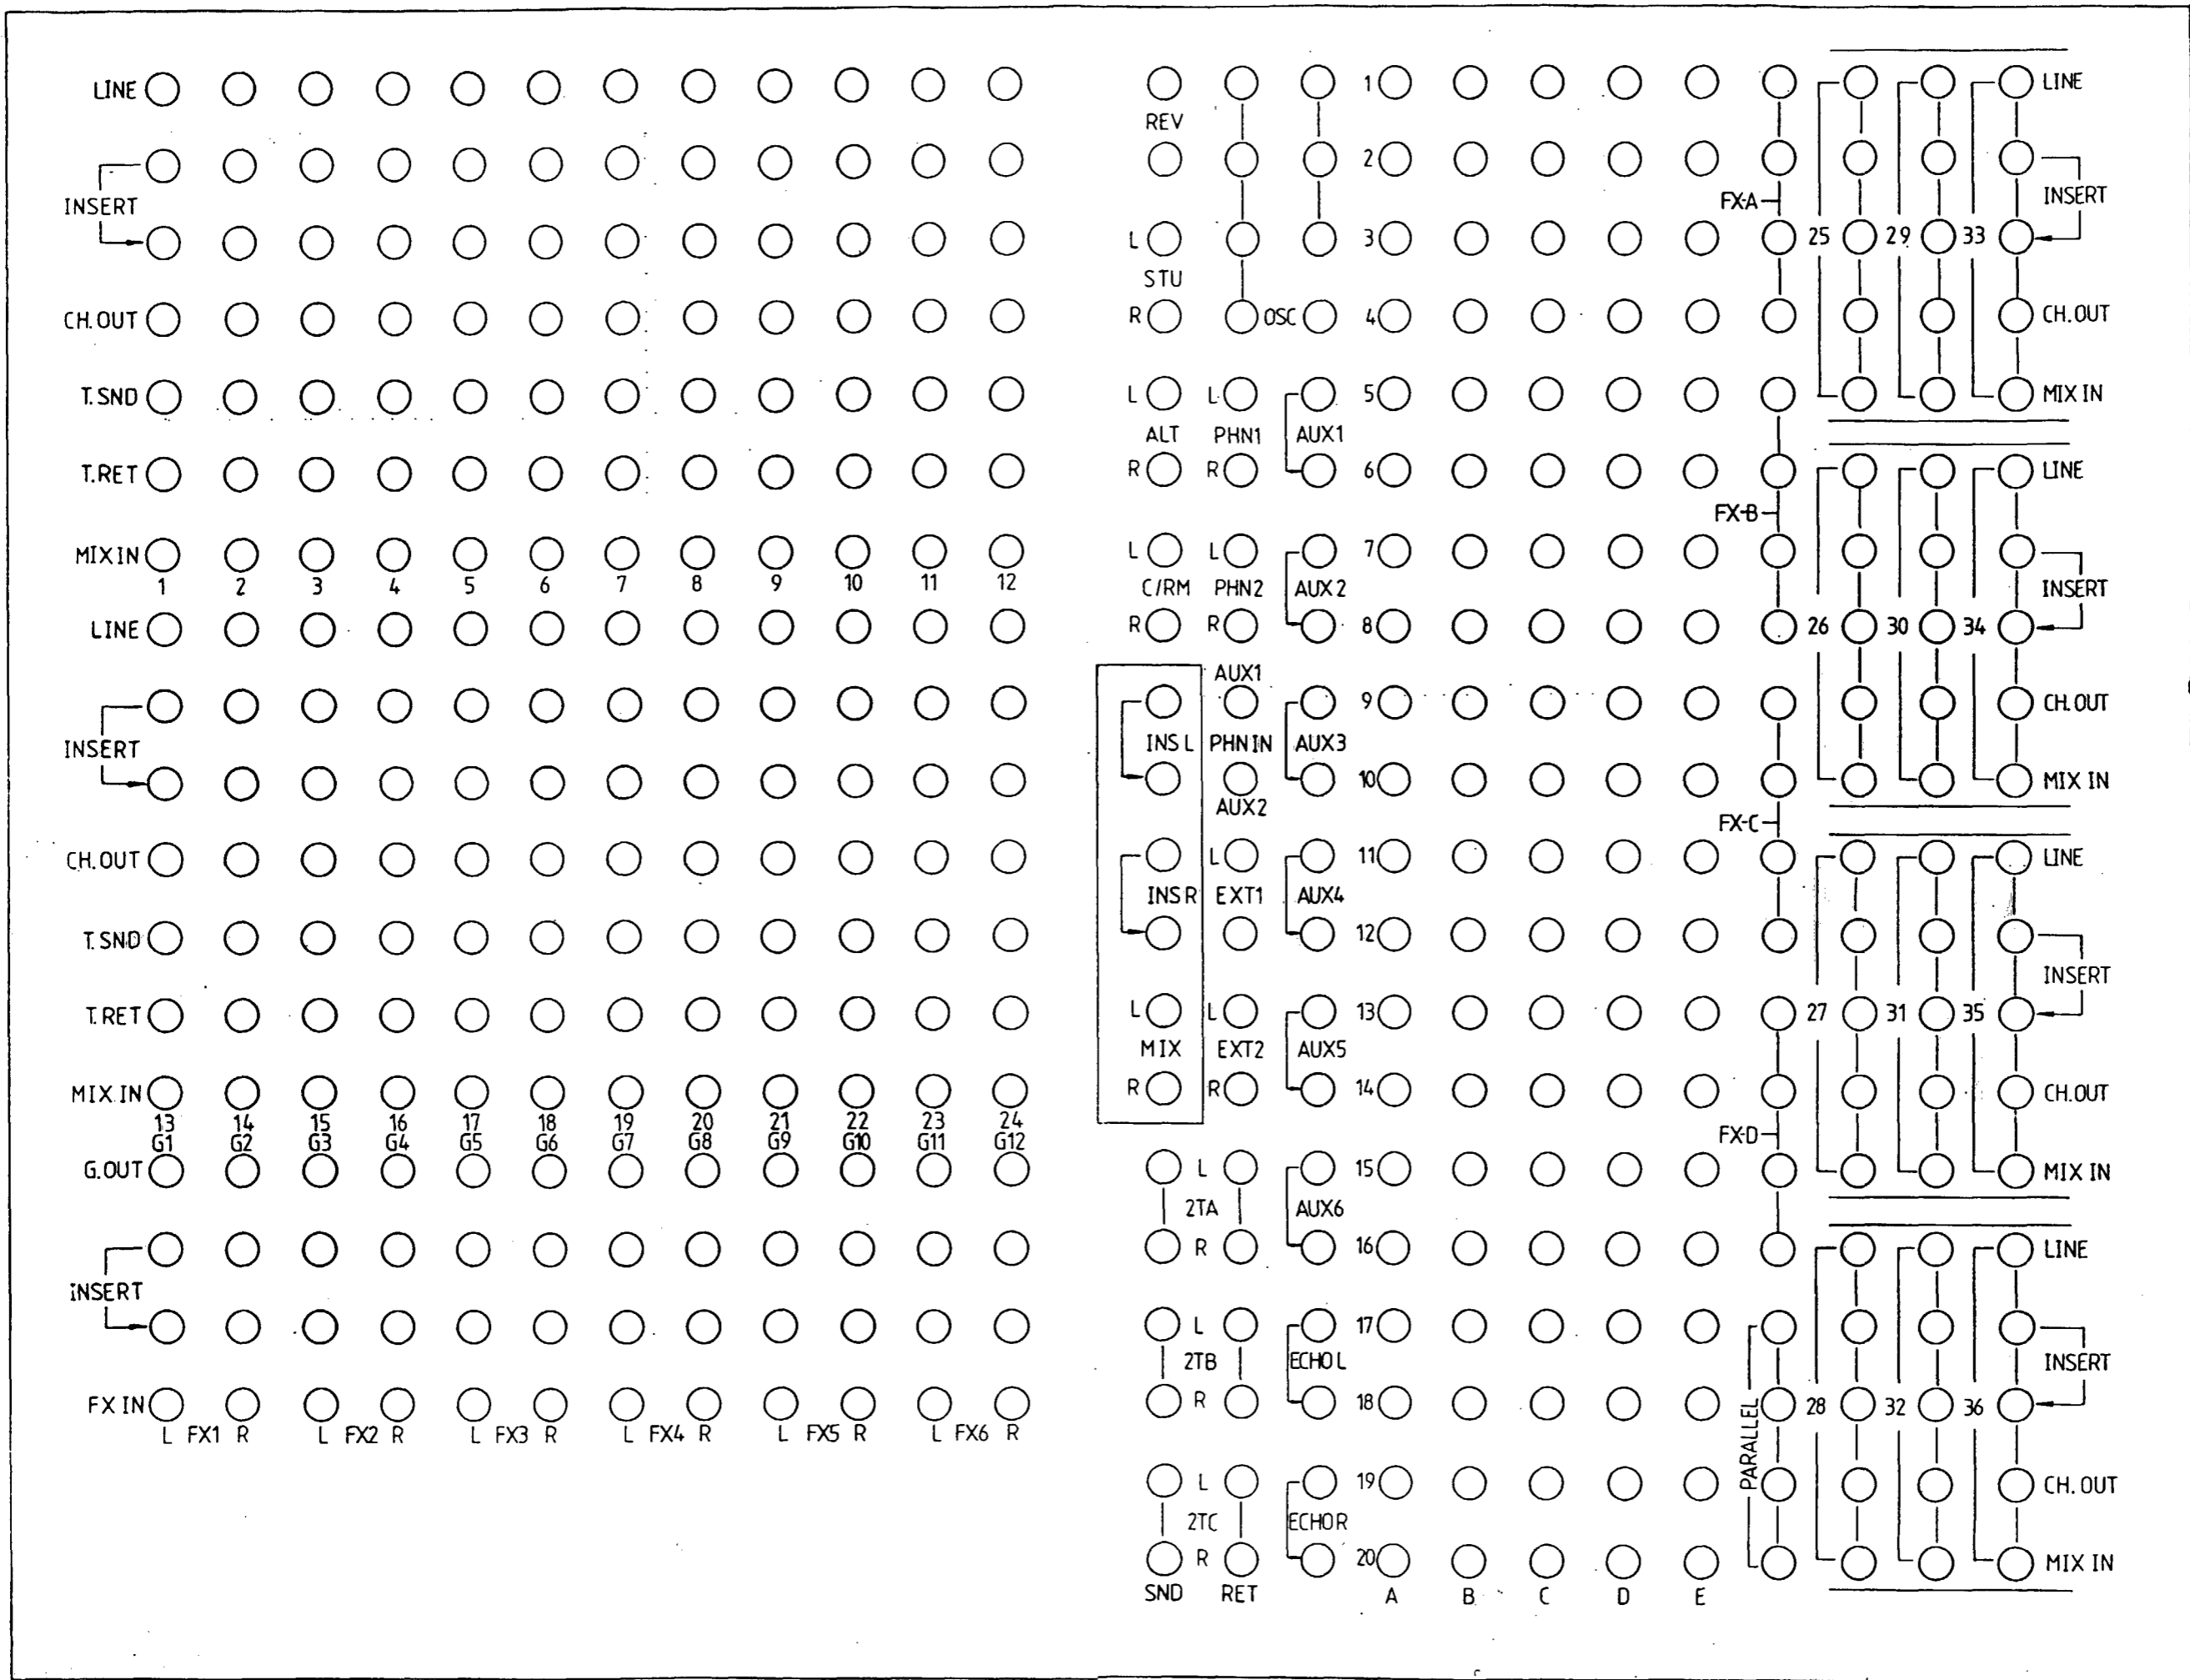 LINE
INSERT
CH.OUT
T.SND
T.RET
MIX IN
1 2 3 4 5 6 7 8 9 10 11 12
LINE
INSERT
CH.OUT
T.SND
T.RET
MIX IN
13 14 15 16 17 18 19 20 21 22 23 24
G1 G2 G3 G4 G5 G6 G7 G8 G9 G10 G11 G12
G.OUT
INSERT
FX IN
L FX1 R L FX2 R L FX3 R L FX4 R L FX5 R L FX6 R
REV
L
STU
R OSC
L L
ALT PHN1 AUX1
R R
L L
C/RM PHN2 AUX2
R R
AUX1
INS L PHN IN AUX3
AUX2
L
INS R EXT1 AUX4
L L
MIX EXT2 AUX5
R R
L
2TA AUX6
R
L
2TB ECHO L
R
L
2TC ECHO R
R
SND RET
1
2
3
4
5
6
7
8
9
10
11
12
13
14
15
16
17
18
19
20
A B C D E
FX-A
FX-B
FX-C
FX-D
PARALLEL
LINE
INSERT
25 29 33
CH.OUT
MIX IN
LINE
INSERT
26 30 34
CH.OUT
MIX IN
LINE
INSERT
27 31 35
CH.OUT
MIX IN
LINE
INSERT
28 32 36
CH.OUT
MIX IN